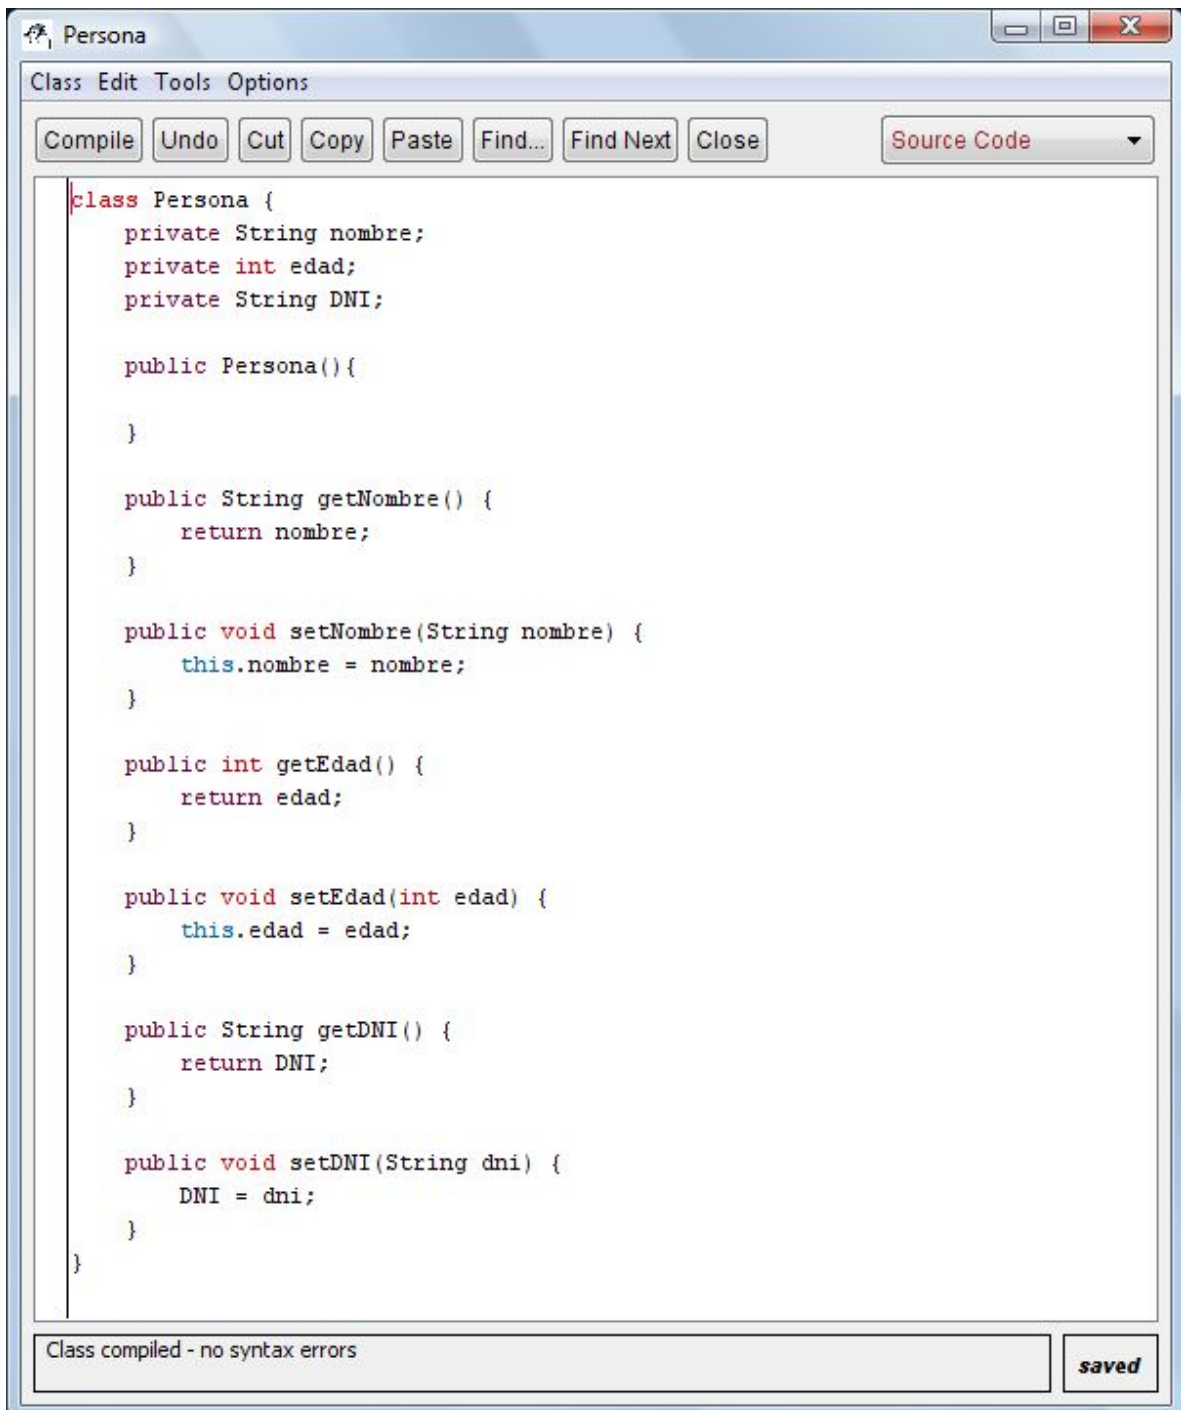 Persona
Class Edit Tools Options
Compile Undo Cut Copy Paste Find... Find Next Close Source Code
class Persona {
    private String nombre;
    private int edad;
    private String DNI;

    public Persona(){

    }

    public String getNombre() {
        return nombre;
    }

    public void setNombre(String nombre) {
        this.nombre = nombre;
    }

    public int getEdad() {
        return edad;
    }

    public void setEdad(int edad) {
        this.edad = edad;
    }

    public String getDNI() {
        return DNI;
    }

    public void setDNI(String dni) {
        DNI = dni;
    }
}
Class compiled - no syntax errors
saved